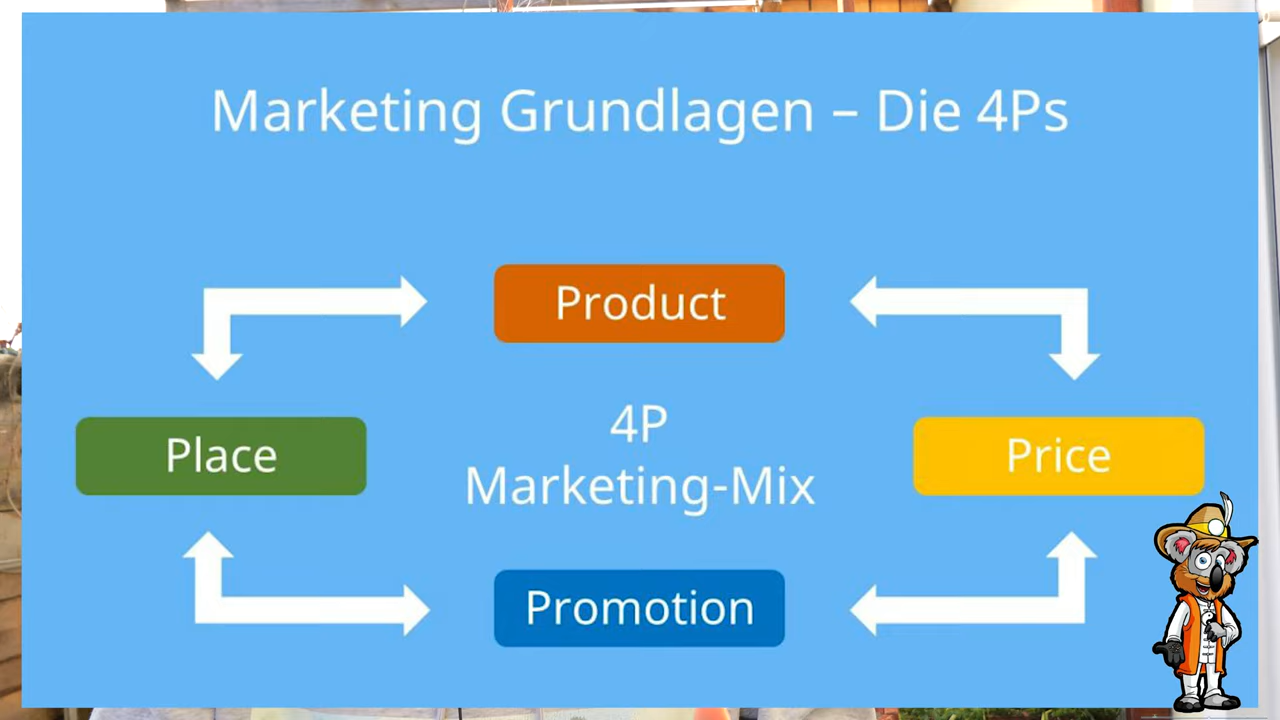 Marketing Grundlagen – Die 4Ps
Product
Place
4P
Marketing-Mix
Price
Promotion